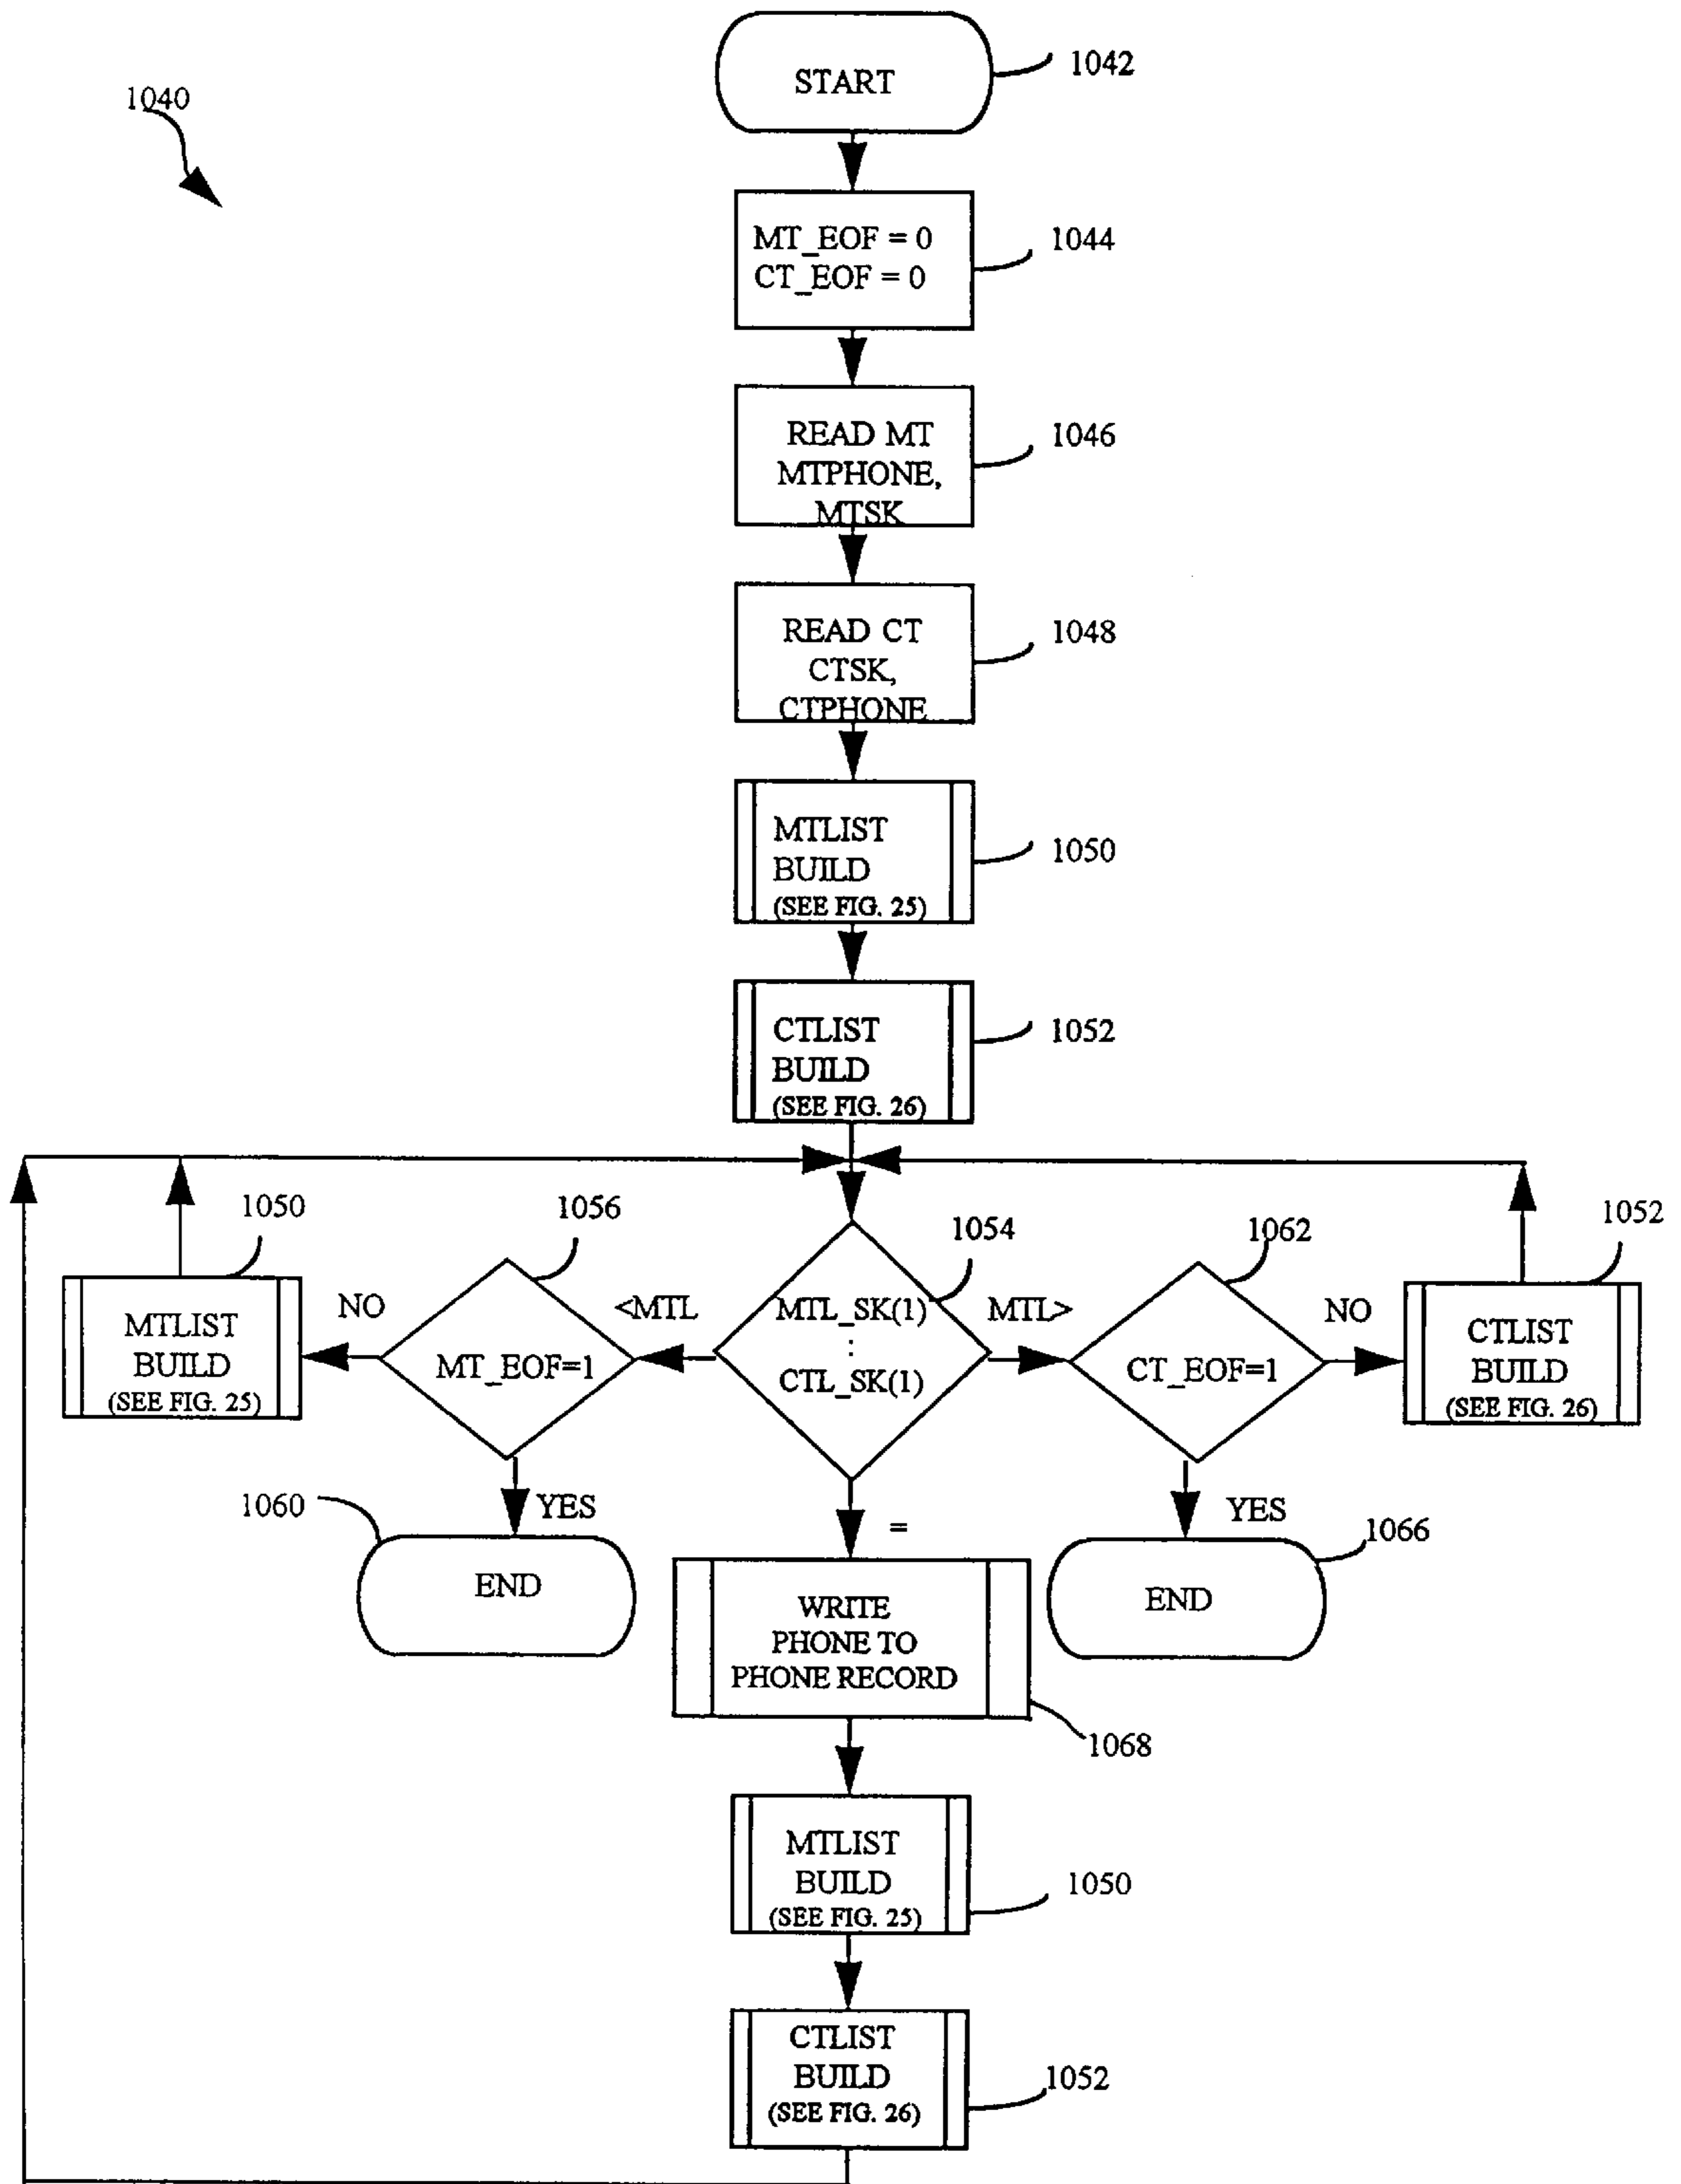 START
1042
1040
MT_EOF = 0
CT_EOF = 0
1044
READ MT
MTPHONE,
MTSK
1046
READ CT
CTSK,
CTPHONE
1048
MTLIST
BUILD
(SEE FIG. 25)
1050
CTLIST
BUILD
(SEE FIG. 26)
1052
1050
MTLIST
BUILD
(SEE FIG. 25)
NO
1056
MT_EOF=1
<MTL
1054
MTL_SK(1)
:
CTL_SK(1)
MTL>
1062
CT_EOF=1
NO
1052
CTLIST
BUILD
(SEE FIG. 26)
YES
1060
END
=
YES
1066
END
WRITE
PHONE TO
PHONE RECORD
1068
MTLIST
BUILD
(SEE FIG. 25)
1050
CTLIST
BUILD
(SEE FIG. 26)
1052